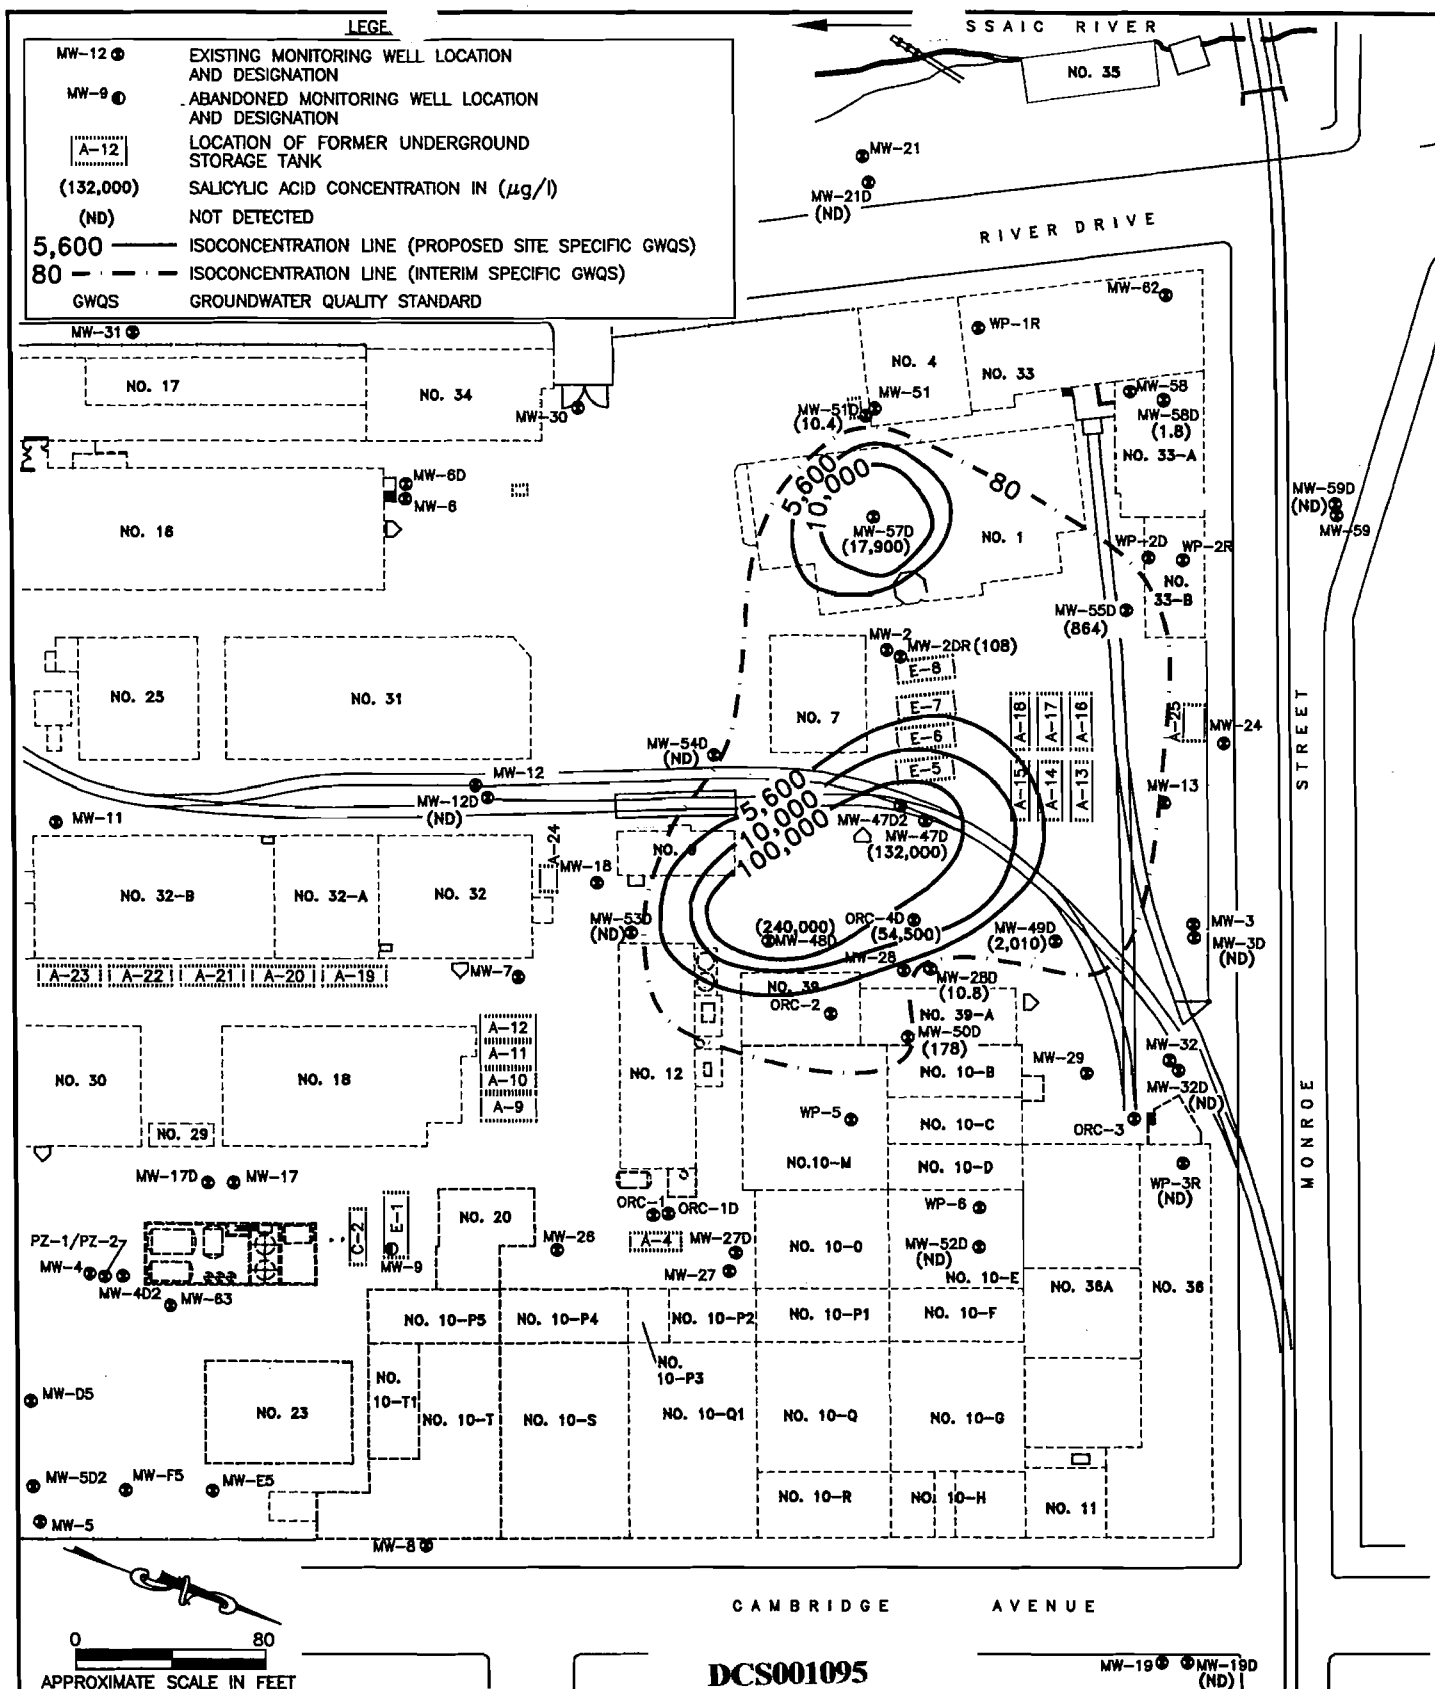 LEGE
MW-12
EXISTING MONITORING WELL LOCATION
AND DESIGNATION
MW-9
ABANDONED MONITORING WELL LOCATION
AND DESIGNATION
A-12
LOCATION OF FORMER UNDERGROUND
STORAGE TANK
(132,000)
SALICYLIC ACID CONCENTRATION IN (µg/l)
(ND)
NOT DETECTED
5,600
ISOCONCENTRATION LINE (PROPOSED SITE SPECIFIC GWQS)
80
ISOCONCENTRATION LINE (INTERIM SPECIFIC GWQS)
GWQS
GROUNDWATER QUALITY STANDARD
SSAIC RIVER
NO. 35
MW-21
MW-21D
(ND)
RIVER DRIVE
MW-62
WP-1R
NO. 4
NO. 33
MW-31
NO. 17
NO. 34
MW-30
MW-51
MW-51D
(10.4)
MW-58
MW-58D
(1.8)
NO. 33-A
MW-6D
MW-6
NO. 16
5,600
10,000
80
MW-57D
(17,900)
NO. 1
MW-59D
(ND)
MW-59
WP-2D
WP-2R
NO.
33-B
MW-55D
(864)
MW-2
MW-2DR (108)
E-8
E-7
E-6
E-5
NO. 25
NO. 31
NO. 7
A-18
A-17
A-16
A-15
A-14
A-13
A-25
MW-24
MW-54D
(ND)
MW-12
MW-12D
(ND)
MW-11
MW-13
5,600
10,000
100,000
MW-47D2
MW-47D
(132,000)
NO. 9
A-24
MW-18
NO. 32-B
NO. 32-A
NO. 32
MW-53D
(ND)
(240,000)
MW-48D
ORC-4D
(54,500)
MW-49D
(2,010)
MW-3
MW-3D
(ND)
A-23
A-22
A-21
A-20
A-19
MW-7
MW-28
MW-28D
(10.8)
NO. 39
ORC-2
NO. 39-A
MW-50D
(178)
A-12
A-11
A-10
A-9
NO. 30
NO. 18
NO. 29
NO. 12
NO. 10-B
MW-29
MW-32
MW-32D
(ND)
WP-5
NO. 10-C
ORC-3
NO.10-M
NO. 10-D
WP-3R
(ND)
MW-17D
MW-17
ORC-1
ORC-1D
WP-6
PZ-1/PZ-2
C-2
E-1
NO. 20
A-4
MW-27D
NO. 10-O
MW-52D
(ND)
MW-4
MW-4D2
MW-63
MW-9
MW-26
MW-27
NO. 10-E
NO. 36A
NO. 36
NO. 10-P5
NO. 10-P4
NO. 10-P2
NO. 10-P1
NO. 10-F
NO.
10-P3
MW-D5
NO. 23
NO.
10-T1
NO. 10-T
NO. 10-S
NO. 10-Q1
NO. 10-Q
NO. 10-G
MW-5D2
MW-F5
MW-E5
NO. 10-R
NO. 10-H
NO. 11
MW-5
MW-8
STREET
MONROE
CAMBRIDGE AVENUE
0 80
APPROXIMATE SCALE IN FEET
DCS001095
MW-19
MW-19D
(ND)